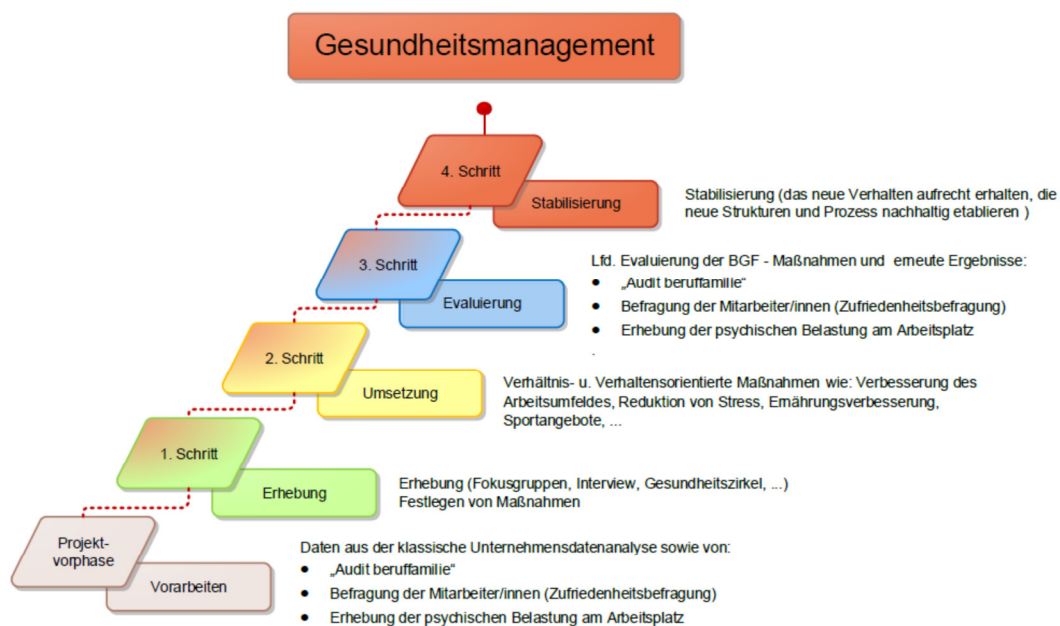 Gesundheitsmanagement
4. Schritt
Stabilisierung
Stabilisierung (das neue Verhalten aufrecht erhalten, die
neue Strukturen und Prozess nachhaltig etablieren )
3. Schritt
Evaluierung
Lfd. Evaluierung der BGF - Maßnahmen und erneute Ergebnisse:
● „Audit beruffamilie“
● Befragung der Mitarbeiter/innen (Zufriedenheitsbefragung)
● Erhebung der psychischen Belastung am Arbeitsplatz
.
2. Schritt
Umsetzung
Verhältnis- u. Verhaltensorientierte Maßnahmen wie: Verbesserung des
Arbeitsumfeldes, Reduktion von Stress, Ernährungsverbesserung,
Sportangebote, ...
1. Schritt
Erhebung
Erhebung (Fokusgruppen, Interview, Gesundheitszirkel, ...)
Festlegen von Maßnahmen
Projekt-
vorphase
Vorarbeiten
Daten aus der klassische Unternehmensdatenanalyse sowie von:
● „Audit beruffamilie“
● Befragung der Mitarbeiter/innen (Zufriedenheitsbefragung)
● Erhebung der psychischen Belastung am Arbeitsplatz